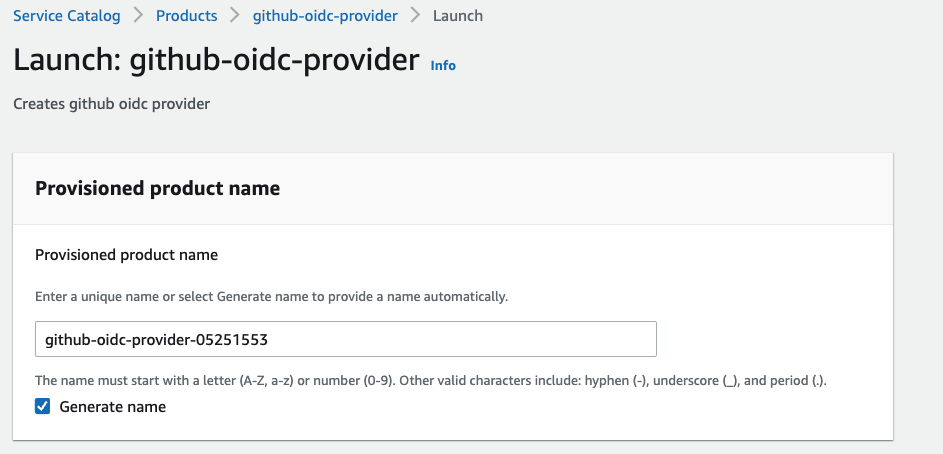 Service Catalog > Products > github-oidc-provider > Launch
Launch: github-oidc-provider Info
Creates github oidc provider
Provisioned product name
Provisioned product name
Enter a unique name or select Generate name to provide a name automatically.
github-oidc-provider-05251553
The name must start with a letter (A-Z, a-z) or number (0-9). Other valid characters include: hyphen (-), underscore (_), and period (.).
Generate name